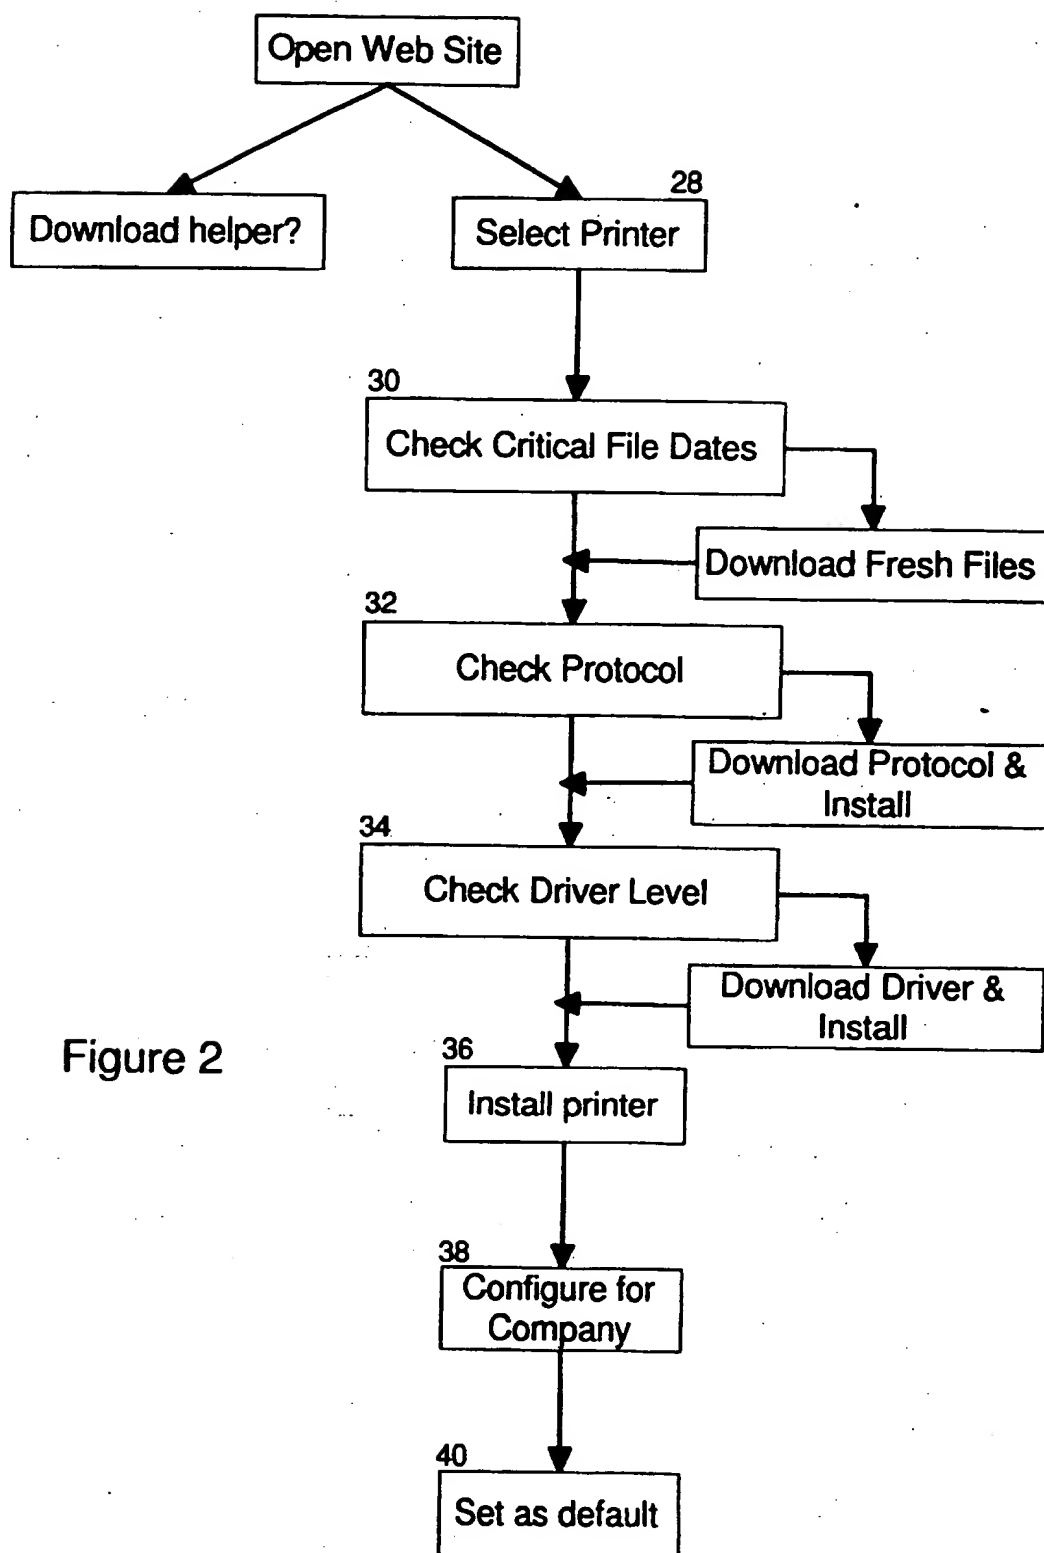 Open Web Site
Download helper?
28
Select Printer
30
Check Critical File Dates
Download Fresh Files
32
Check Protocol
Download Protocol &
Install
34
Check Driver Level
Download Driver &
Install
Figure 2
36
Install printer
38
Configure for
Company
40
Set as default